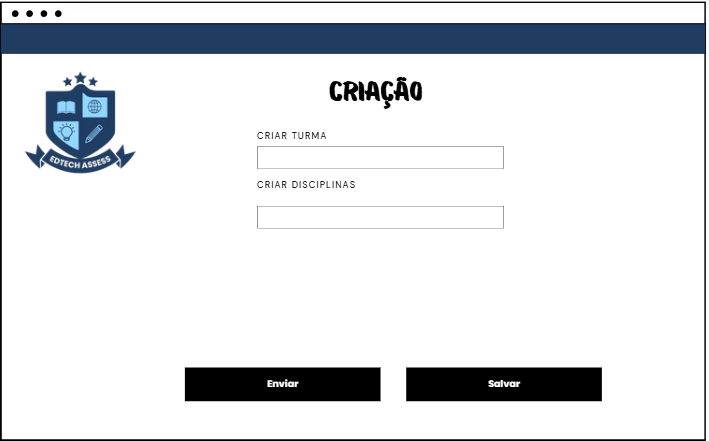 CRIAÇÃO
EDTECH ASSESS
CRIAR TURMA
CRIAR DISCIPLINAS
Enviar
Salvar